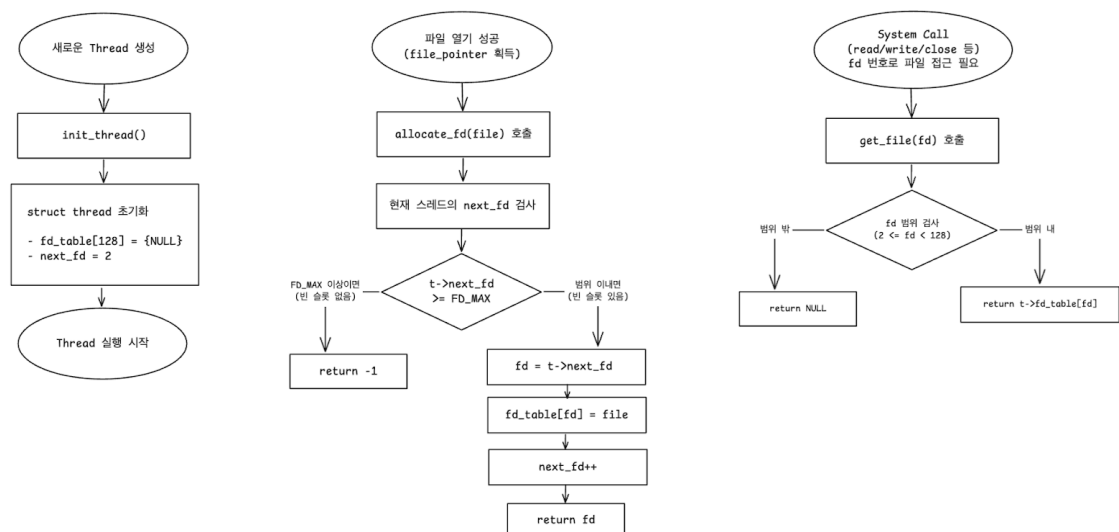 새로운 Thread 생성
init_thread()
struct thread 초기화
- fd_table[128] = {NULL}
- next_fd = 2
Thread 실행 시작
파일 열기 성공
(file_pointer 획득)
allocate_fd(file) 호출
현재 스레드의 next_fd 검사
t->next_fd
>= FD_MAX
FD_MAX 이상이면
(빈 슬롯 없음)
범위 이내면
(빈 슬롯 있음)
return -1
fd = t->next_fd
fd_table[fd] = file
next_fd++
return fd
System Call
(read/write/close 등)
fd 번호로 파일 접근 필요
get_file(fd) 호출
fd 범위 검사
(2 <= fd < 128)
범위 밖
범위 내
return NULL
return t->fd_table[fd]